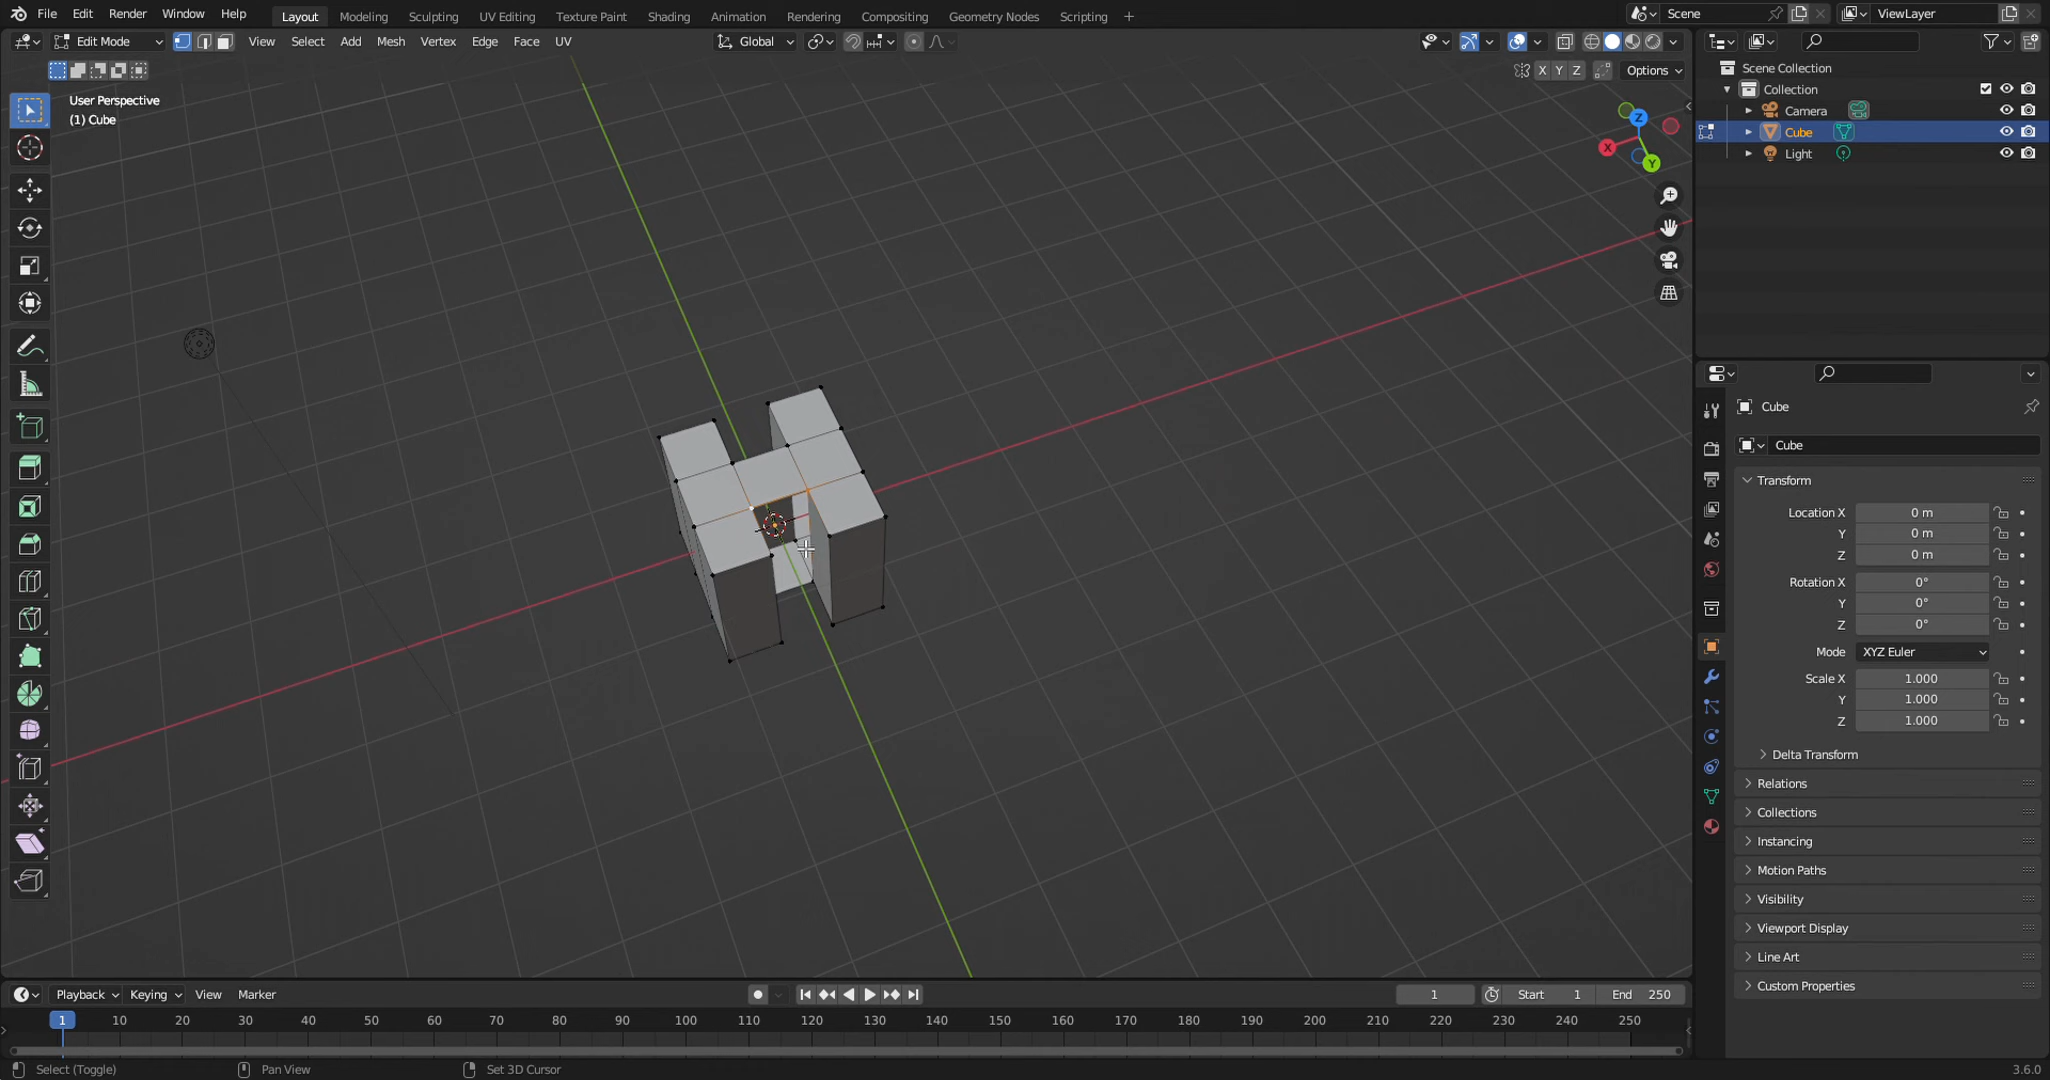 File Edit Render Window Help Layout Modeling Sculpting UV Editing Texture Paint Shading Animation Rendering Compositing Geometry Nodes Scripting + Scene ViewLayer
Edit Mode View Select Add Mesh Vertex Edge Face UV Global
X Y Z Options
User Perspective
(1) Cube
Z
X
Y
Scene Collection
Collection
Camera
Cube
Light
Cube
Cube
Transform
Location X 0 m
Y 0 m
Z 0 m
Rotation X 0°
Y 0°
Z 0°
Mode XYZ Euler
Scale X 1.000
Y 1.000
Z 1.000
Delta Transform
Relations
Collections
Instancing
Motion Paths
Visibility
Viewport Display
Line Art
Custom Properties
Playback Keying View Marker 1 Start 1 End 250
1 10 20 30 40 50 60 70 80 90 100 110 120 130 140 150 160 170 180 190 200 210 220 230 240 250
Select (Toggle) Pan View Set 3D Cursor 3.6.0